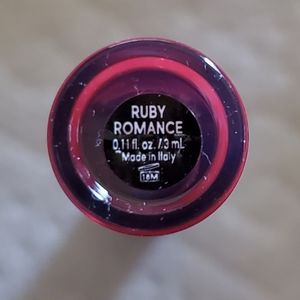 RUBY
ROMANCE
0.11 fl. oz. / 3 mL
Made in Italy
18M